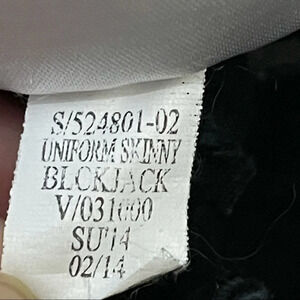 S/524801-02
UNIFORM SKINNY
BLCKJACK
V/031000
SU'14
02/14